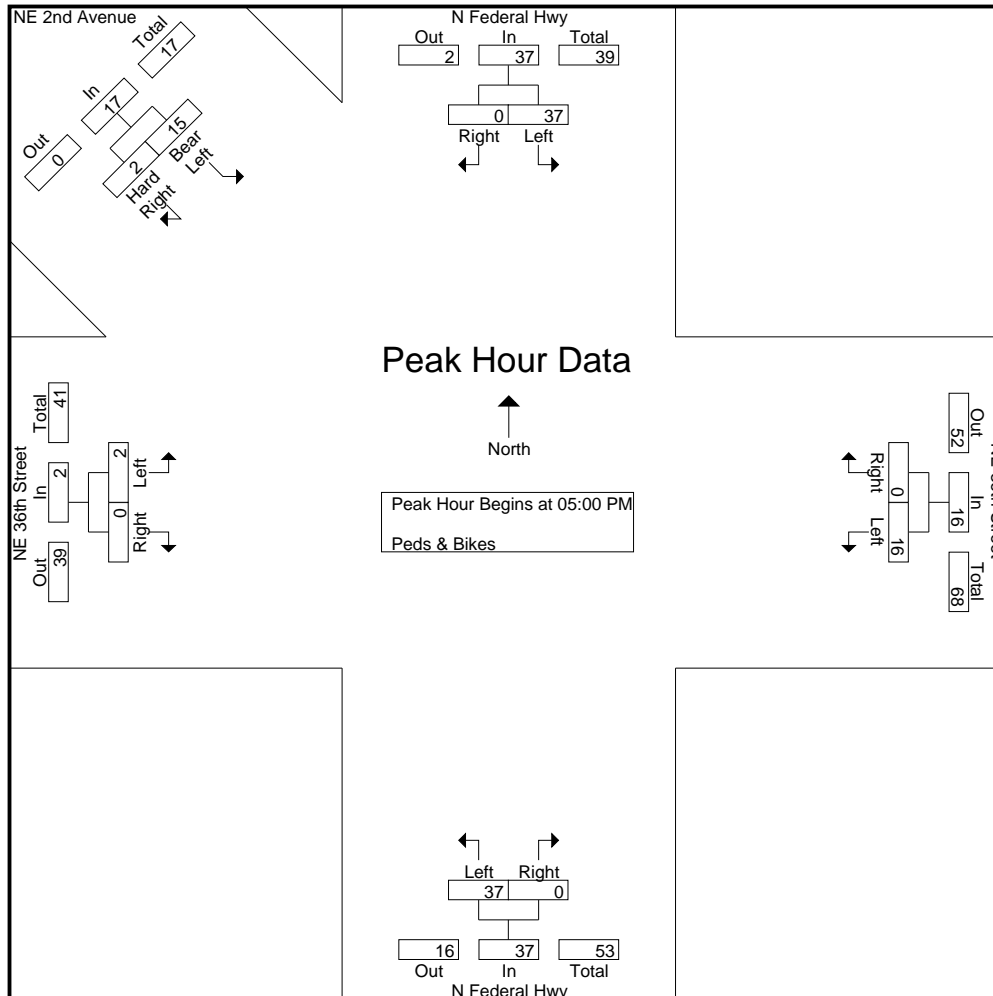 NE 2nd Avenue
Total
17
In
17
Out
0
15
Bear
Left
2
Hard
Right
N Federal Hwy
Out
In
Total
2
37
39
0
37
Right
Left
Peak Hour Data
North
Peak Hour Begins at 05:00 PM
Peds & Bikes
NE 36th Street
Total
41
In
2
Out
39
2
Left
0
Right
Out
52
In
16
Total
68
Right
0
Left
16
Left
Right
37
0
16
37
53
Out
In
Total
N Federal Hwy